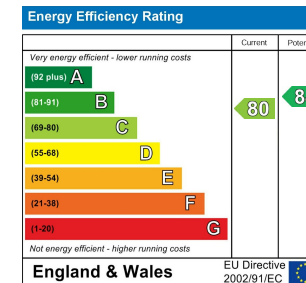 Energy Efficiency Rating
Current
Very energy efficient - lower running costs
(92 plus) A
(81-91) B
(69-80) C
(55-68) D
(39-54) E
(21-38) F
(1-20) G
80
Not energy efficient - higher running costs
England & Wales
EU Directive
2002/91/EC